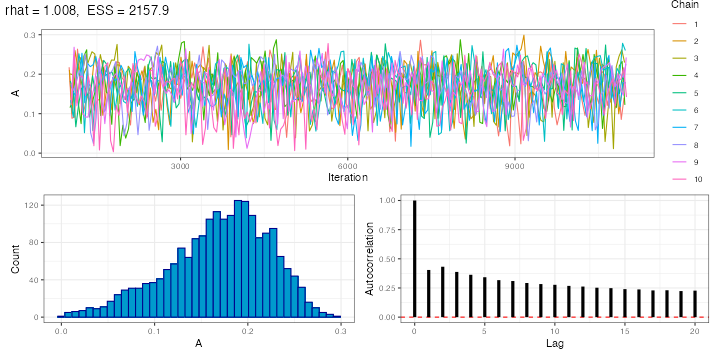 rhat = 1.008,  ESS = 2157.9
Chain
1
2
3
4
5
6
7
8
9
10
A
0.3
0.2
0.1
0.0
3000 6000 9000
Iteration
Count
120
80
40
0
0.0 0.1 0.2 0.3
A
Autocorrelation
1.00
0.75
0.50
0.25
0.00
0 5 10 15 20
Lag